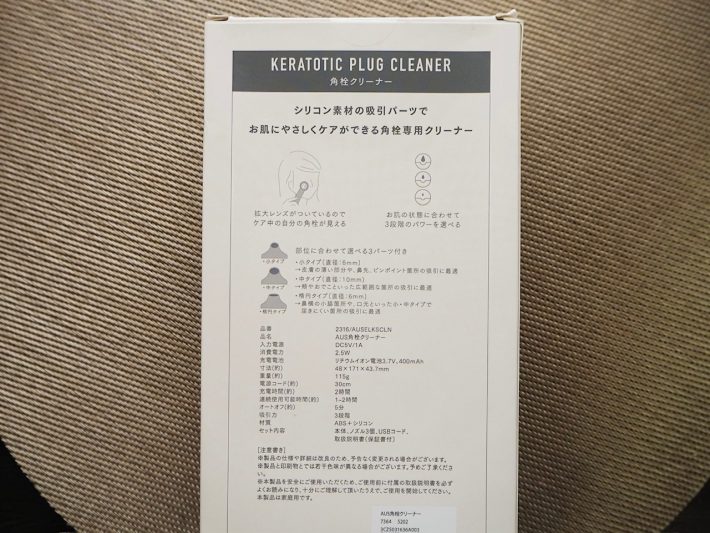 KERATOTIC PLUG CLEANER
角栓クリーナー
シリコン素材の吸引パーツで
お肌にやさしくケアができる角栓専用クリーナー
拡大レンズがついているので
ケア中の自分の角栓が見える
お肌の状態に合わせて
3段階のパワーを選べる
部位に合わせて選べる3パーツ付き
・小タイプ
・小タイプ[直径:6mm]
→皮膚の薄い部分や、鼻先、ピンポイント箇所の吸引に最適
・中タイプ
・中タイプ[直径:10mm]
→頬やおでこといった広範囲な箇所の吸引に最適
・楕円タイプ
・楕円タイプ[直径:6mm]
→鼻横の小脇箇所や、口元といった小・中タイプで
届きにくい箇所の吸引に最適
品番 2316/AUSELKSCLN
品名 AUS角栓クリーナー
入力電源 DC5V/1A
消費電力 2.5W
充電電池 リチウムイオン電池3.7V、400mAh
寸法(約) 48×171×43.7mm
重量(約) 115g
電源コード(約) 30cm
充電時間(約) 2時間
連続使用可能時間(約) 1~2時間
オートオフ(約) 5分
吸引力 3段階
材質 ABS+シリコン
セット内容 本体、ノズル3個、USBコード、
取扱説明書(保証書付)
[注意書き]
※製品の仕様や詳細は改良のため、予告なく変更される場合がございます。
※製品と印刷物とでは若干色味が異なる場合がございます。予めご了承くださ
い。
※本製品を安全にご使用いただくため、ご使用前に付属の取扱説明書を必ず
よくお読みになり、十分にご理解して頂いたうえで、ご使用を開始してください。
本製品は家庭用です。
AUS角栓クリーナー
7364 5202
3CZ5031636A003